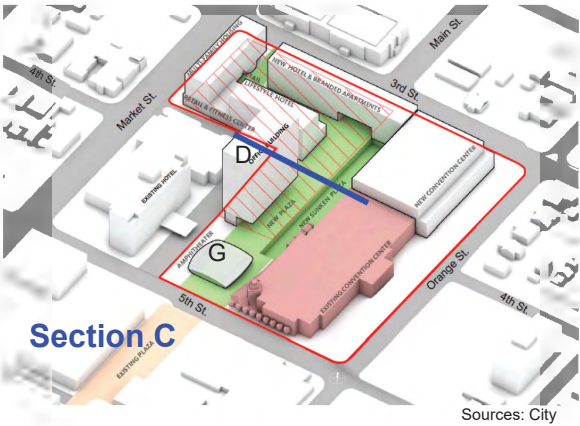 Main St.
4th St.
MULTI-FAMILY HOUSING
3rd St.
NEW HOTEL & BRANDED APARTMENTS
LIFESTYLE HOTEL
Market St.
RETAIL & FITNESS CENTER
OFFICE BUILDING
D
EXISTING HOTEL
NEW CONVENTION CENTER
NEW PLAZA
NEW SUNKEN PLAZA
AMPHITHEATER
G
Orange St.
EXISTING CONVENTION CENTER
5th St.
4th St.
Section C
EXISTING PLAZA
Sources: City